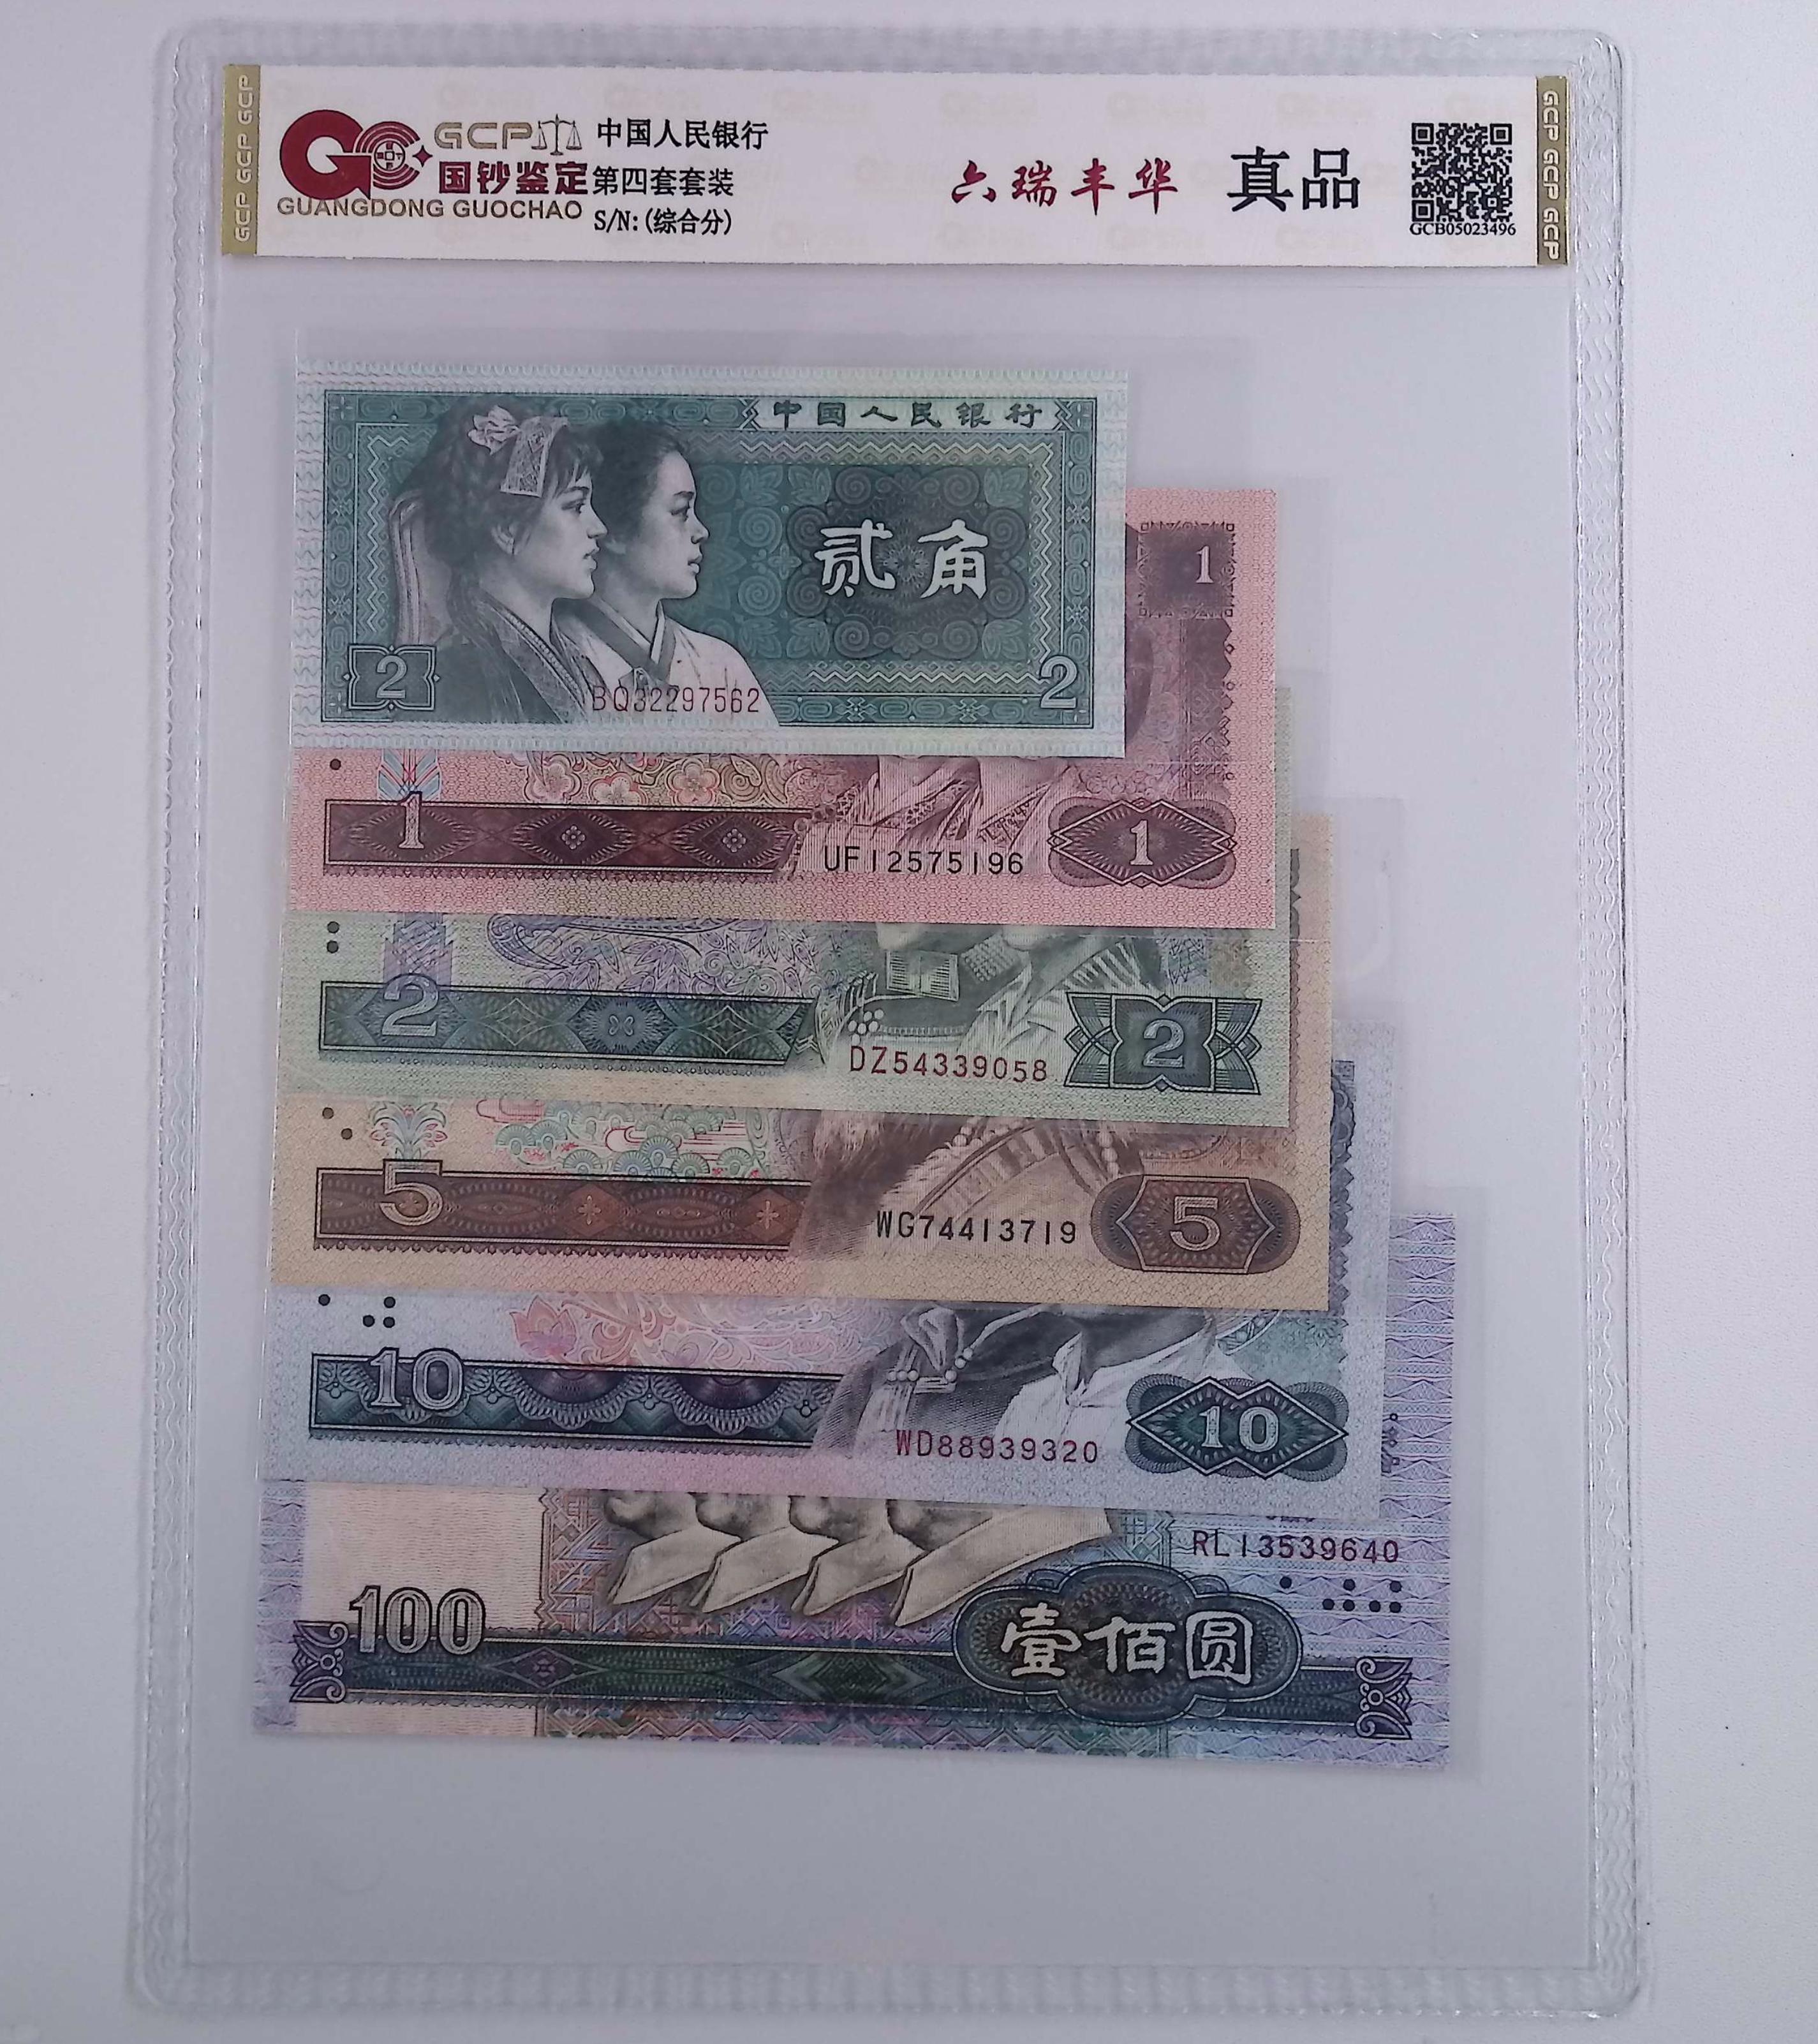 GCP GCP GCP
GCP
国钞鉴定
GUANGDONG GUOCHAO
中国人民银行
第四套套装
S/N: (综合分)
六瑞丰华
真品
GCB05023496
GCP GCP GCP
中国人民银行
贰角
2
BQ32297562
2
1
1
UF12575196
1
2
DZ54339058
2
5
WG74413719
5
10
WD88939320
10
RL13539640
100
壹佰圆